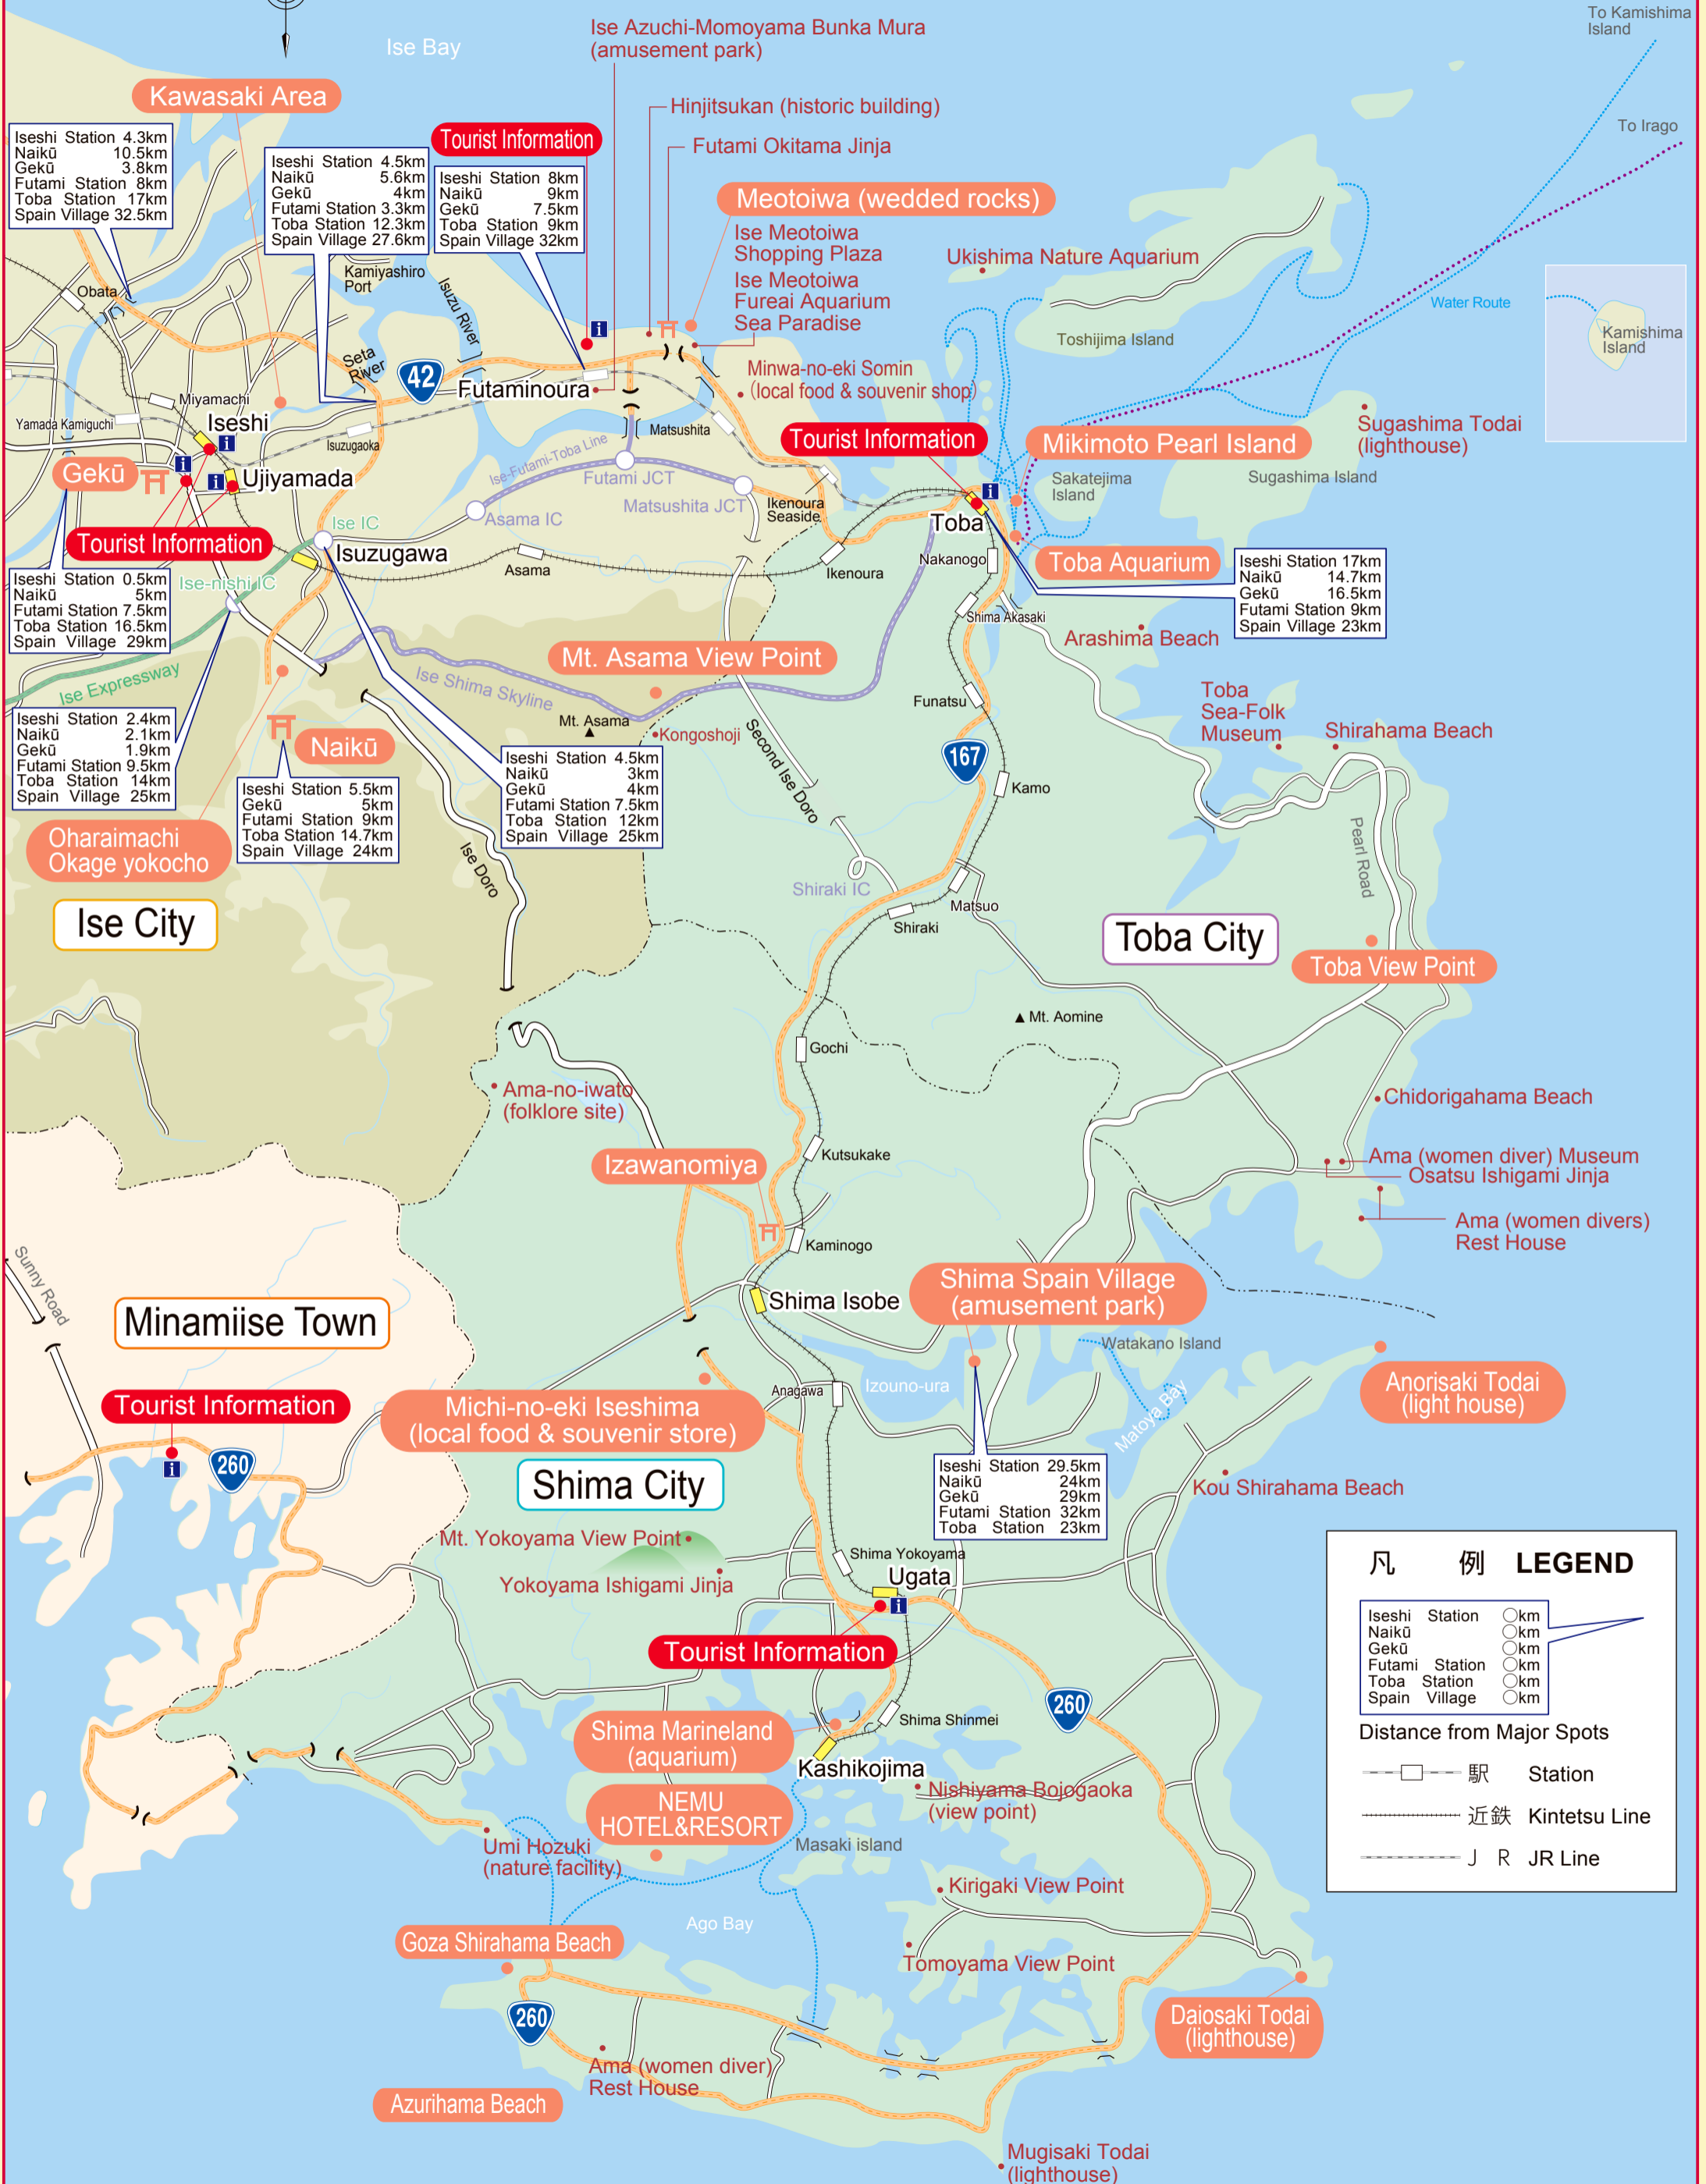 To Kamishima
Island
Ise Azuchi-Momoyama Bunka Mura
(amusement park)
Ise Bay
Kawasaki Area
Hinjitsukan (historic building)
To Irago
Iseshi Station 4.3km
Naikū 10.5km
Gekū 3.8km
Futami Station 8km
Toba Station 17km
Spain Village 32.5km
Tourist Information
Futami Okitama Jinja
Iseshi Station 4.5km
Naikū 5.6km
Gekū 4km
Futami Station 3.3km
Toba Station 12.3km
Spain Village 27.6km
Iseshi Station 8km
Naikū 9km
Gekū 7.5km
Toba Station 9km
Spain Village 32km
Meotoiwa (wedded rocks)
Ise Meotoiwa
Shopping Plaza
Ise Meotoiwa
Fureai Aquarium
Sea Paradise
Ukishima Nature Aquarium
Kamiyashiro
Port
Isuzu River
Obata
Water Route
Toshijima Island
Kamishima
Island
Seta
River
42
Futaminoura
Minwa-no-eki Somin
(local food & souvenir shop)
Miyamachi
Yamada Kamiguchi
Iseshi
Isuzugaoka
Matsushita
Sugashima Todai
(lighthouse)
Tourist Information
Mikimoto Pearl Island
Ise-Futami-Toba Line
Gekū
Ujiyamada
Futami JCT
Matsushita JCT
Sakatejima
Island
Sugashima Island
Ikenoura
Seaside
Asama IC
Ise IC
Toba
Tourist Information
Isuzugawa
Asama
Ikenoura
Nakanogo
Toba Aquarium
Iseshi Station 17km
Naikū 14.7km
Gekū 16.5km
Futami Station 9km
Spain Village 23km
Iseshi Station 0.5km
Naikū 5km
Futami Station 7.5km
Toba Station 16.5km
Spain Village 29km
Ise-nishi IC
Shima Akasaki
Arashima Beach
Mt. Asama View Point
Ise Expressway
Ise Shima Skyline
Funatsu
Toba
Sea-Folk
Museum
Shirahama Beach
Iseshi Station 2.4km
Naikū 2.1km
Gekū 1.9km
Futami Station 9.5km
Toba Station 14km
Spain Village 25km
Mt. Asama
Kongoshoji
Second Ise Doro
Naikū
167
Iseshi Station 4.5km
Naikū 3km
Gekū 4km
Futami Station 7.5km
Toba Station 12km
Spain Village 25km
Iseshi Station 5.5km
Gekū 5km
Futami Station 9km
Toba Station 14.7km
Spain Village 24km
Kamo
Oharaimachi
Okage yokocho
Ise Doro
Pearl Road
Shiraki IC
Matsuo
Shiraki
Ise City
Toba City
Toba View Point
Mt. Aomine
Gochi
Ama-no-iwato
(folklore site)
Chidorigahama Beach
Kutsukake
Izawanomiya
Ama (women diver) Museum
Osatsu Ishigami Jinja
Ama (women divers)
Rest House
Kaminogo
Sunny Road
Shima Spain Village
(amusement park)
Shima Isobe
Minamiise Town
Watakano Island
Tourist Information
Anagawa
Izouno-ura
Anorisaki Todai
(light house)
Michi-no-eki Iseshima
(local food & souvenir store)
Matoya Bay
260
Shima City
Iseshi Station 29.5km
Naikū 24km
Gekū 29km
Futami Station 32km
Toba Station 23km
Kou Shirahama Beach
Mt. Yokoyama View Point
Yokoyama Ishigami Jinja
Shima Yokoyama
Ugata
凡 例 LEGEND
Iseshi Station ○km
Naikū ○km
Gekū ○km
Futami Station ○km
Toba Station ○km
Spain Village ○km
Distance from Major Spots
駅 Station
近鉄 Kintetsu Line
J R JR Line
Tourist Information
260
Shima Marineland
(aquarium)
Shima Shinmei
Kashikojima
NEMU
HOTEL&RESORT
Nishiyama Bojogaoka
(view point)
Umi Hozuki
(nature facility)
Masaki island
Kirigaki View Point
Ago Bay
Goza Shirahama Beach
Tomoyama View Point
260
Daiosaki Todai
(lighthouse)
Ama (women diver)
Rest House
Azurihama Beach
Mugisaki Todai
(lighthouse)